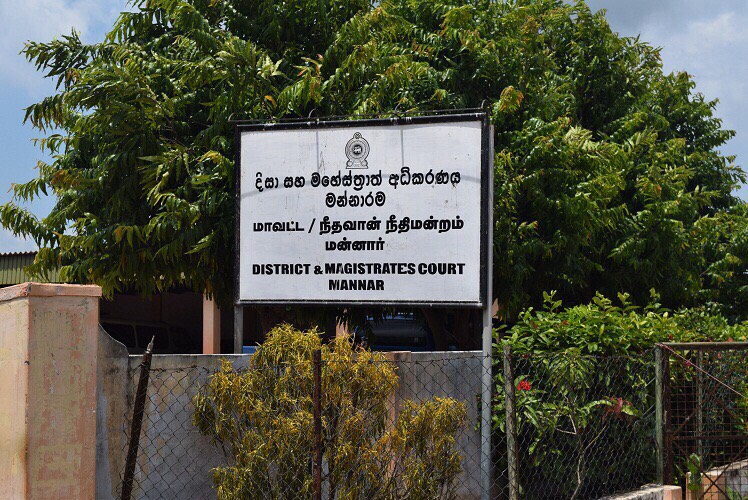 දිසා සහ මහේස්ත්‍රාත් අධිකරණය
මන්නාරම
மாவட்ட / நீதவான் நீதிமன்றம்
மன்னார்
DISTRICT & MAGISTRATES COURT
MANNAR